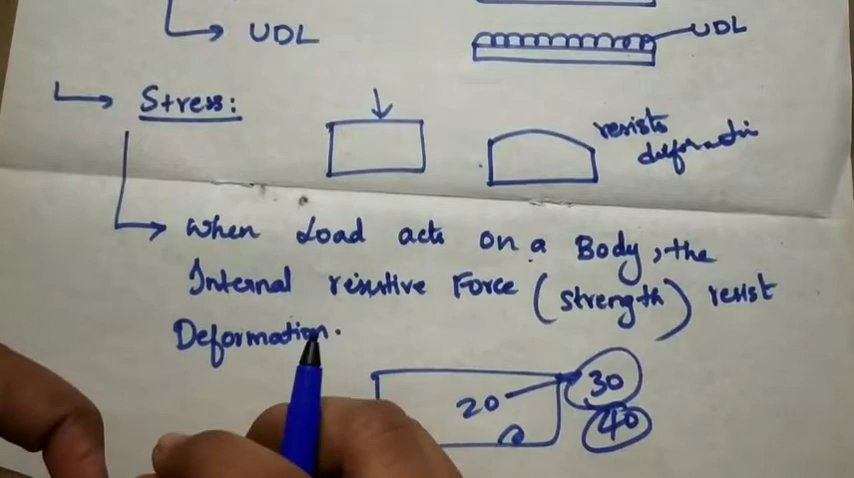 UDL
UDL
Stress:
resists
When Load acts on a Body, the
Internal resistive Force (strength) resist
Deformation.
20
30
40